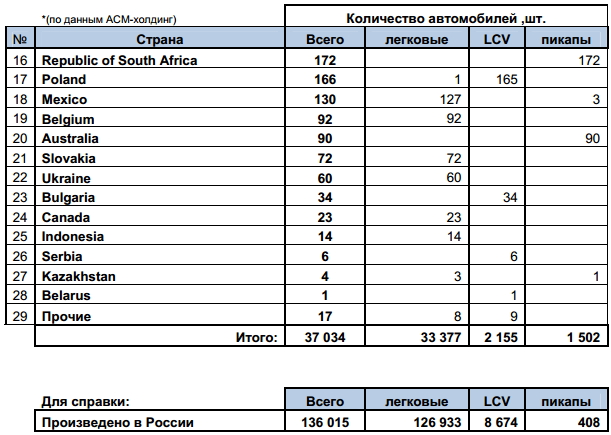 *(по данным АСМ-холдинг) Количество автомобилей ,шт.
№ Страна Всего легковые LCV пикапы
16 Republic of South Africa 172 172
17 Poland 166 1 165
18 Mexico 130 127 3
19 Belgium 92 92
20 Australia 90 90
21 Slovakia 72 72
22 Ukraine 60 60
23 Bulgaria 34 34
24 Canada 23 23
25 Indonesia 14 14
26 Serbia 6 6
27 Kazakhstan 4 3 1
28 Belarus 1 1
29 Прочие 17 8 9
Итого: 37 034 33 377 2 155 1 502
Для справки: Всего легковые LCV пикапы
Произведено в России 136 015 126 933 8 674 408